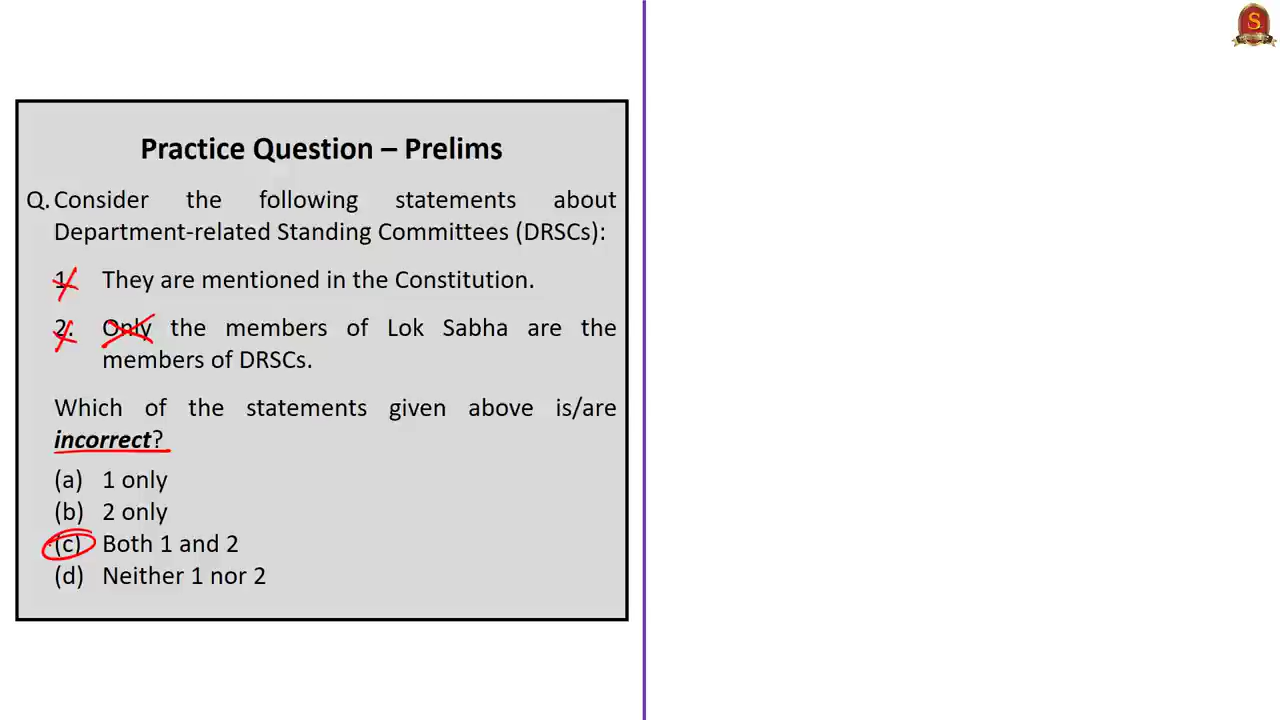 S
Practice Question – Prelims
Q. Consider the following statements about
Department-related Standing Committees (DRSCs):
1. They are mentioned in the Constitution.
2. Only the members of Lok Sabha are the
members of DRSCs.
Which of the statements given above is/are
incorrect?
(a) 1 only
(b) 2 only
(c) Both 1 and 2
(d) Neither 1 nor 2